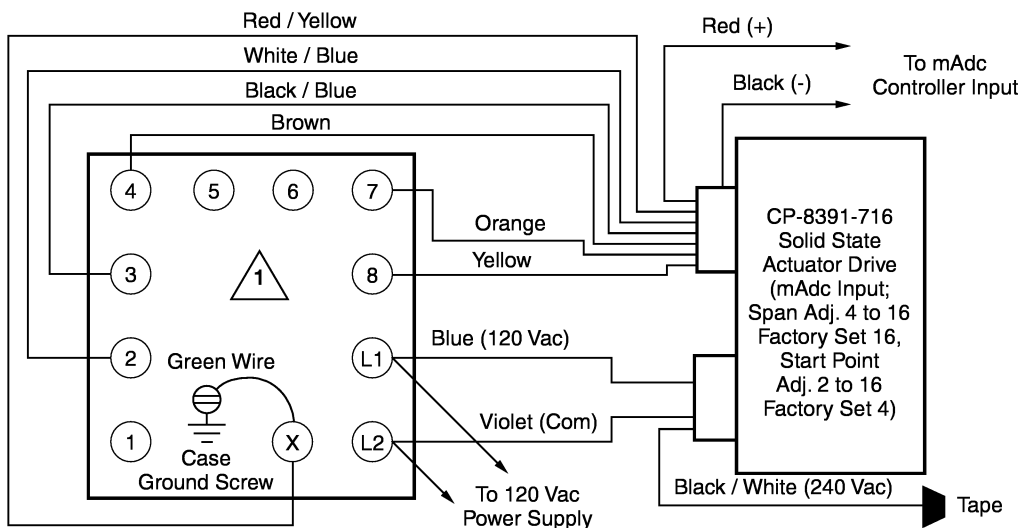 Red / Yellow
White / Blue
Black / Blue
Brown
Red (+)
To mAdc
Controller Input
Black (-)
4
5
6
7
Orange
3
1
8
Yellow
2
Green Wire
L1
Blue (120 Vac)
1
Case
Ground Screw
X
L2
Violet (Com)
To 120 Vac
Power Supply
CP-8391-716
Solid State
Actuator Drive
(mAdc Input;
Span Adj. 4 to 16
Factory Set 16,
Start Point
Adj. 2 to 16
Factory Set 4)
Black / White (240 Vac)
Tape